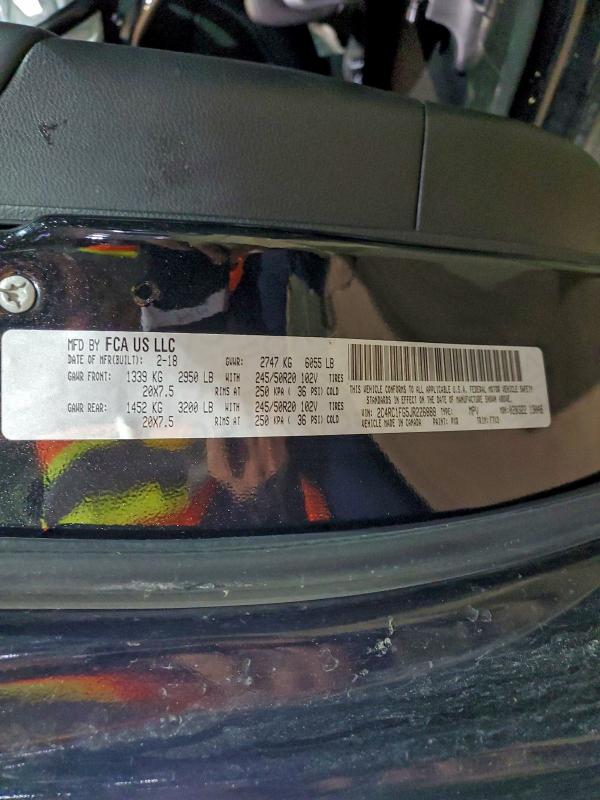 MFD BY FCA US LLC
DATE OF MFR(BUILT): 2-18 GVWR: 2747 KG 6055 LB
GAWR FRONT: 1339 KG 2950 LB WITH 245/50R20 102V TIRES
20X7.5 RIMS AT 250 KPA ( 36 PSI) COLD
GAWR REAR: 1452 KG 3200 LB WITH 245/50R20 102V TIRES
20X7.5 RIMS AT 250 KPA ( 36 PSI) COLD
THIS VEHICLE CONFORMS TO ALL APPLICABLE U.S.A. FEDERAL MOTOR VEHICLE SAFETY
STANDARDS IN EFFECT ON THE DATE OF MANUFACTURE SHOWN ABOVE.
VIN: TYPE: MPV MDH:
VEHICLE MADE IN CANADA PAINT: PXR TRIM: